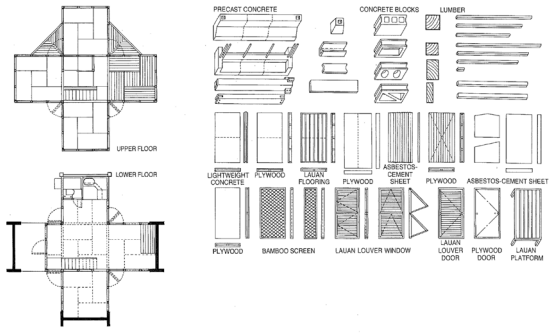 PRECAST CONCRETE
CONCRETE BLOCKS
LUMBER
UPPER FLOOR
LOWER FLOOR
LIGHTWEIGHT CONCRETE
PLYWOOD
LAUAN FLOORING
PLYWOOD
ASBESTOS-CEMENT SHEET
PLYWOOD
ASBESTOS-CEMENT SHEET
PLYWOOD
BAMBOO SCREEN
LAUAN LOUVER WINDOW
LAUAN LOUVER DOOR
PLYWOOD DOOR
LAUAN PLATFORM